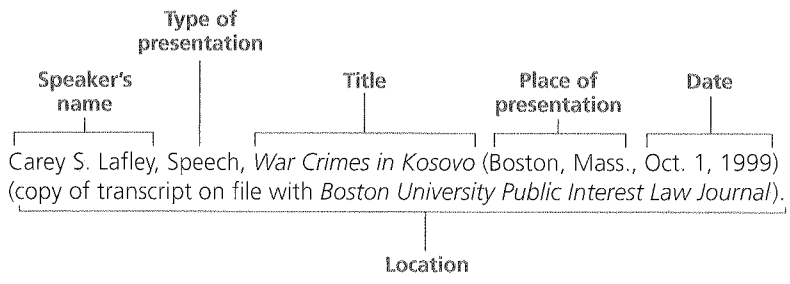 Type of
presentation
Speaker's
name
Title
Place of
presentation
Date
Carey S. Lafley, Speech, War Crimes in Kosovo (Boston, Mass., Oct. 1, 1999)
(copy of transcript on file with Boston University Public Interest Law Journal).
Location